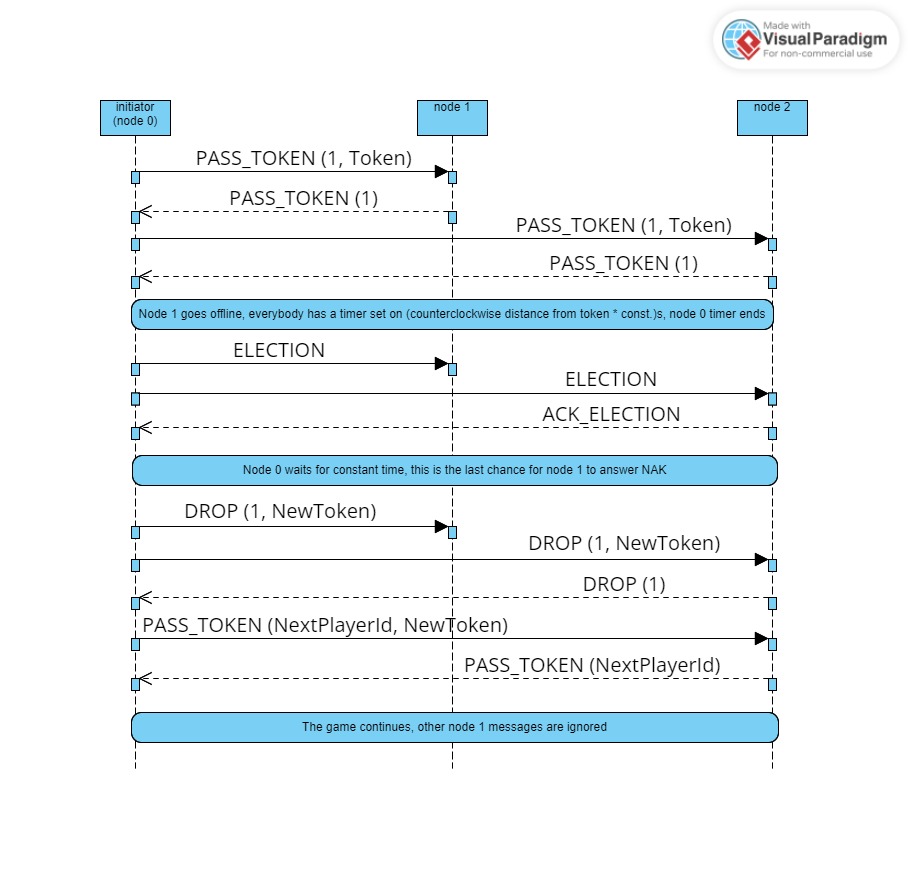 Made with
VisualParadigm
For non-commercial use
initiator
(node 0)
node 1
node 2
PASS_TOKEN (1, Token)
PASS_TOKEN (1)
PASS_TOKEN (1, Token)
PASS_TOKEN (1)
Node 1 goes offline, everybody has a timer set on (counterclockwise distance from token * const.)s, node 0 timer ends
ELECTION
ELECTION
ACK_ELECTION
Node 0 waits for constant time, this is the last chance for node 1 to answer NAK
DROP (1, NewToken)
DROP (1, NewToken)
DROP (1)
PASS_TOKEN (NextPlayerId, NewToken)
PASS_TOKEN (NextPlayerId)
The game continues, other node 1 messages are ignored